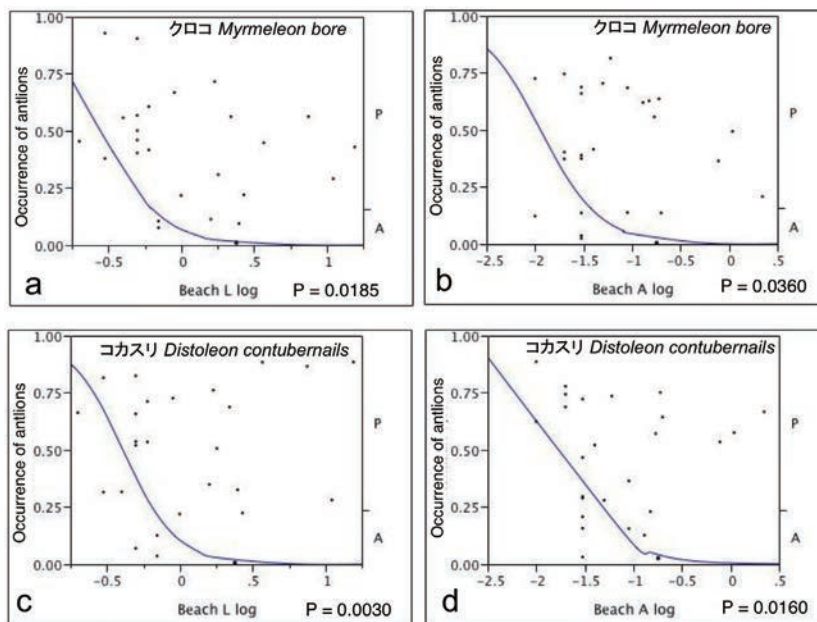 クロコ Myrmeleon bore
Occurrence of antlions
1.00
0.75
0.50
0.25
0.00
P
A
-0.5 0 .5 1
Beach L log
P = 0.0185
a
クロコ Myrmeleon bore
Occurrence of antlions
1.00
0.75
0.50
0.25
0.00
P
A
-2.5 -2 -1.5 -1 -0.5 0 0.5
Beach A log
P = 0.0360
b
コカスリ Distoleon contubernails
Occurrence of antlions
1.00
0.75
0.50
0.25
0.00
P
A
-0.5 0 .5 1
Beach L log
P = 0.0030
c
コカスリ Distoleon contubernails
Occurrence of antlions
1.00
0.75
0.50
0.25
0.00
P
A
-2.5 -2 -1.5 -1 -0.5 0 0.5
Beach A log
P = 0.0160
d